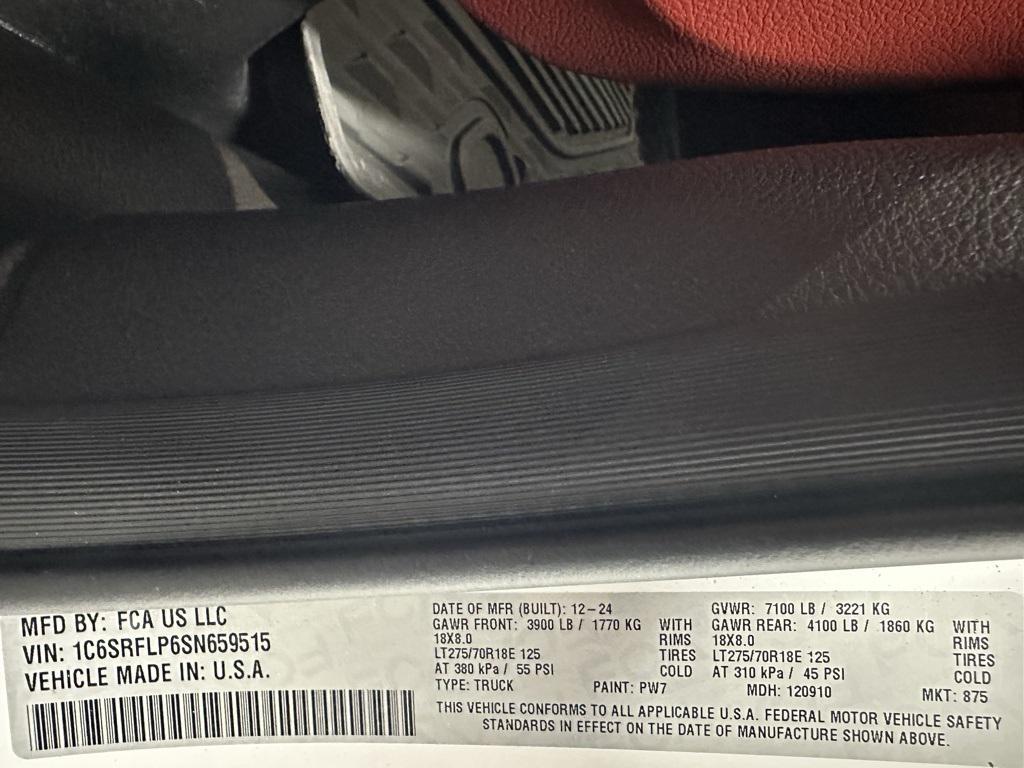 MFD BY: FCA US LLC
VIN: 1C6SRFLP6SN659515
VEHICLE MADE IN: U.S.A.
DATE OF MFR (BUILT): 12-24
GAWR FRONT: 3900 LB / 1770 KG WITH
18X8.0 RIMS
LT275/70R18E 125 TIRES
AT 380 kPa / 55 PSI COLD
TYPE: TRUCK PAINT: PW7
GVWR: 7100 LB / 3221 KG
GAWR REAR: 4100 LB / 1860 KG WITH
18X8.0 RIMS
LT275/70R18E 125 TIRES
AT 310 kPa / 45 PSI COLD
MDH: 120910 MKT: 875
THIS VEHICLE CONFORMS TO ALL APPLICABLE U.S.A. FEDERAL MOTOR VEHICLE SAFETY
STANDARDS IN EFFECT ON THE DATE OF MANUFACTURE SHOWN ABOVE.